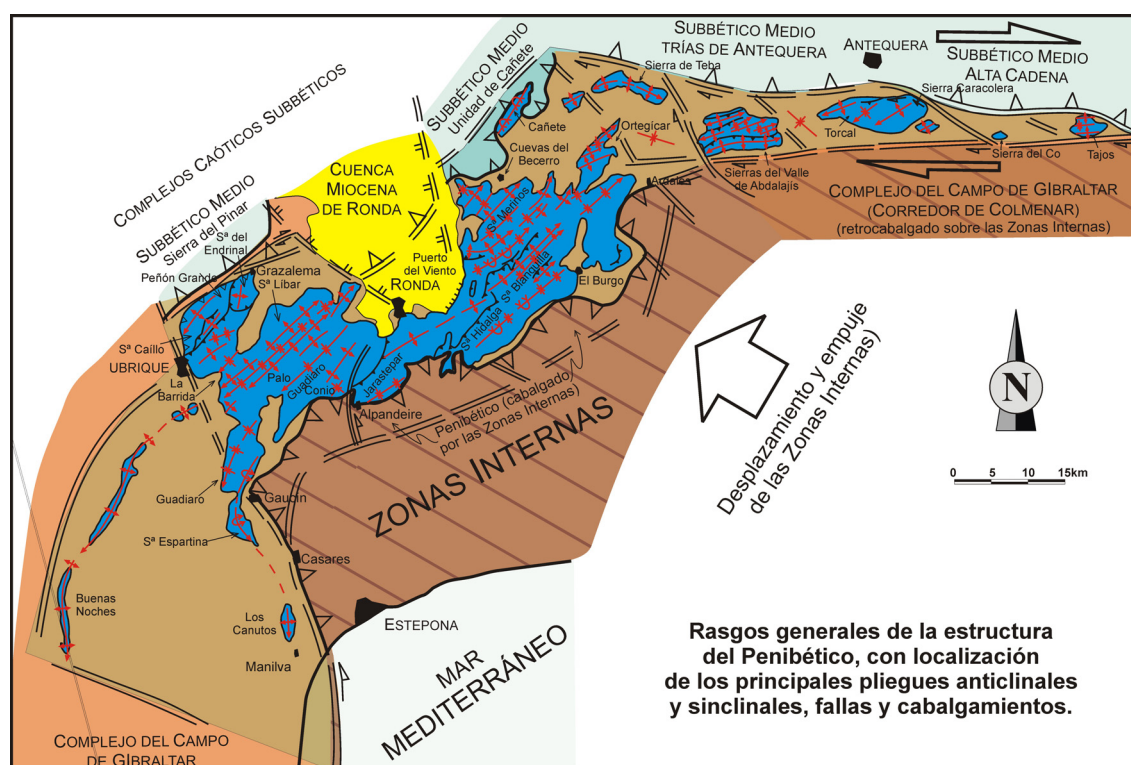 SUBBÉTICO MEDIO
TRÍAS DE ANTEQUERA
ANTEQUERA
SUBBÉTICO MEDIO
ALTA CADENA
SUBBÉTICO MEDIO
Unidad de Cañete
COMPLEJOS CAÓTICOS SUBBÉTICOS
SUBBÉTICO MEDIO
Sierra del Pinar
CUENCA
MIOCENA
DE RONDA
Sierra de Teba
Sierra Caracolera
Cañete
Ortegícar
Torcal
Cuevas del
Becerro
Sierras del Valle
de Abdalajís
Sierra del Co
Tajos
Ardales
COMPLEJO DEL CAMPO DE GIBRALTAR
(CORREDOR DE COLMENAR)
(retrocabalgado sobre las Zonas Internas)
Sª Merinos
Sª del
Endrinal
Peñón Grande
Grazalema
Sª Líbar
Puerto
del Viento
RONDA
Sª Blanquilla
El Burgo
Sª Hidalga
Sª Caíllo
UBRIQUE
La
Barrida
Palo
Guadiaro
Conio
Jarastepar
Alpandeire
Penibético (cabalgado
por las Zonas Internas)
ZONAS INTERNAS
Desplazamiento y empuje
de las Zonas Internas)
N
0 5 10 15km
Guadiaro
Gaucín
Sª Espartina
Casares
Buenas
Noches
Los
Canutos
Manilva
ESTEPONA
MAR
MEDITERRÁNEO
COMPLEJO DEL CAMPO
DE GIBRALTAR
Rasgos generales de la estructura
del Penibético, con localización
de los principales pliegues anticlinales
y sinclinales, fallas y cabalgamientos.